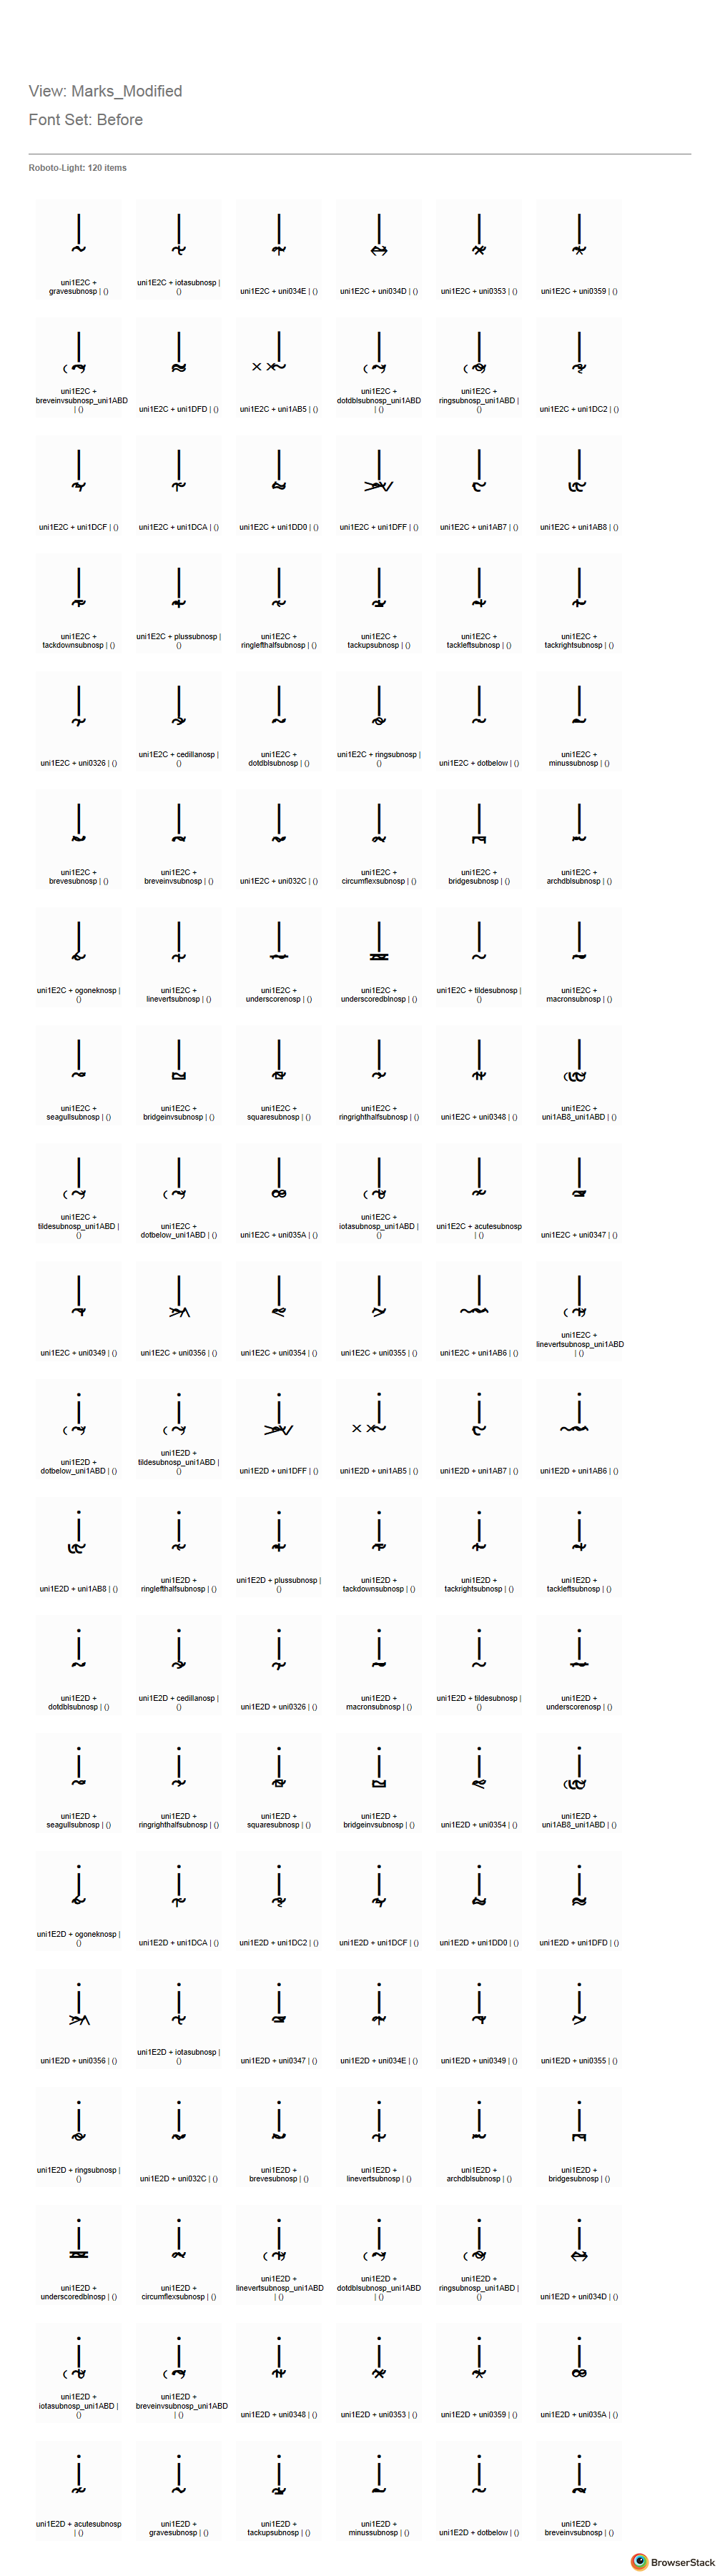 View: Marks_Modified
Font Set: Before
Roboto-Light: 120 items
uni1E2C +
gravesubnosp | ()
uni1E2C + iotasubnosp |
()
uni1E2C + uni034E | ()
uni1E2C + uni034D | ()
uni1E2C + uni0353 | ()
uni1E2C + uni0359 | ()
uni1E2C +
breveinvsubnosp_uni1ABD
| ()
uni1E2C + uni1DFD | ()
uni1E2C + uni1AB5 | ()
uni1E2C +
dotdblsubnosp_uni1ABD
| ()
uni1E2C +
ringsubnosp_uni1ABD |
()
uni1E2C + uni1DC2 | ()
uni1E2C + uni1DCF | ()
uni1E2C + uni1DCA | ()
uni1E2C + uni1DD0 | ()
uni1E2C + uni1DFF | ()
uni1E2C + uni1AB7 | ()
uni1E2C + uni1AB8 | ()
uni1E2C +
tackdownsubnosp | ()
uni1E2C + plussubnosp |
()
uni1E2C +
ringlefthalfsubnosp | ()
uni1E2C +
tackupsubnosp | ()
uni1E2C +
tackleftsubnosp | ()
uni1E2C +
tackrightsubnosp | ()
uni1E2C + uni0326 | ()
uni1E2C + cedillanosp |
()
uni1E2C +
dotdblsubnosp | ()
uni1E2C + ringsubnosp |
()
uni1E2C + dotbelow | ()
uni1E2C +
minussubnosp | ()
uni1E2C +
brevesubnosp | ()
uni1E2C +
breveinvsubnosp | ()
uni1E2C + uni032C | ()
uni1E2C +
circumflexsubnosp | ()
uni1E2C +
bridgesubnosp | ()
uni1E2C +
archdblsubnosp | ()
uni1E2C + ogoneknosp |
()
uni1E2C +
linevertsubnosp | ()
uni1E2C +
underscorenosp | ()
uni1E2C +
underscoredblnosp | ()
uni1E2C + tildesubnosp |
()
uni1E2C +
macronsubnosp | ()
uni1E2C +
seagullsubnosp | ()
uni1E2C +
bridgeinvsubnosp | ()
uni1E2C +
squaresubnosp | ()
uni1E2C +
ringrighthalfsubnosp | ()
uni1E2C + uni0348 | ()
uni1E2C +
uni1AB8_uni1ABD | ()
uni1E2C +
tildesubnosp_uni1ABD |
()
uni1E2C +
dotbelow_uni1ABD | ()
uni1E2C + uni035A | ()
uni1E2C +
iotasubnosp_uni1ABD |
()
uni1E2C + acutesubnosp
| ()
uni1E2C + uni0347 | ()
uni1E2C + uni0349 | ()
uni1E2C + uni0356 | ()
uni1E2C + uni0354 | ()
uni1E2C + uni0355 | ()
uni1E2C + uni1AB6 | ()
uni1E2C +
linevertsubnosp_uni1ABD
| ()
uni1E2D +
dotbelow_uni1ABD | ()
uni1E2D +
tildesubnosp_uni1ABD |
()
uni1E2D + uni1DFF | ()
uni1E2D + uni1AB5 | ()
uni1E2D + uni1AB7 | ()
uni1E2D + uni1AB6 | ()
uni1E2D + uni1AB8 | ()
uni1E2D +
ringlefthalfsubnosp | ()
uni1E2D + plussubnosp |
()
uni1E2D +
tackdownsubnosp | ()
uni1E2D +
tackrightsubnosp | ()
uni1E2D +
tackleftsubnosp | ()
uni1E2D +
dotdblsubnosp | ()
uni1E2D + cedillanosp |
()
uni1E2D + uni0326 | ()
uni1E2D +
macronsubnosp | ()
uni1E2D + tildesubnosp |
()
uni1E2D +
underscorenosp | ()
uni1E2D +
seagullsubnosp | ()
uni1E2D +
ringrighthalfsubnosp | ()
uni1E2D +
squaresubnosp | ()
uni1E2D +
bridgeinvsubnosp | ()
uni1E2D + uni0354 | ()
uni1E2D +
uni1AB8_uni1ABD | ()
uni1E2D + ogoneknosp |
()
uni1E2D + uni1DCA | ()
uni1E2D + uni1DC2 | ()
uni1E2D + uni1DCF | ()
uni1E2D + uni1DD0 | ()
uni1E2D + uni1DFD | ()
uni1E2D + uni0356 | ()
uni1E2D + iotasubnosp |
()
uni1E2D + uni0347 | ()
uni1E2D + uni034E | ()
uni1E2D + uni0349 | ()
uni1E2D + uni0355 | ()
uni1E2D + ringsubnosp |
()
uni1E2D + uni032C | ()
uni1E2D +
brevesubnosp | ()
uni1E2D +
linevertsubnosp | ()
uni1E2D +
archdblsubnosp | ()
uni1E2D +
bridgesubnosp | ()
uni1E2D +
underscoredblnosp | ()
uni1E2D +
circumflexsubnosp | ()
uni1E2D +
linevertsubnosp_uni1ABD
| ()
uni1E2D +
dotdblsubnosp_uni1ABD
| ()
uni1E2D +
ringsubnosp_uni1ABD |
()
uni1E2D + uni034D | ()
uni1E2D +
iotasubnosp_uni1ABD |
()
uni1E2D +
breveinvsubnosp_uni1ABD
| ()
uni1E2D + uni0348 | ()
uni1E2D + uni0353 | ()
uni1E2D + uni0359 | ()
uni1E2D + uni035A | ()
uni1E2D + acutesubnosp
| ()
uni1E2D +
gravesubnosp | ()
uni1E2D +
tackupsubnosp | ()
uni1E2D +
minussubnosp | ()
uni1E2D + dotbelow | ()
uni1E2D +
breveinvsubnosp | ()
BrowserStack